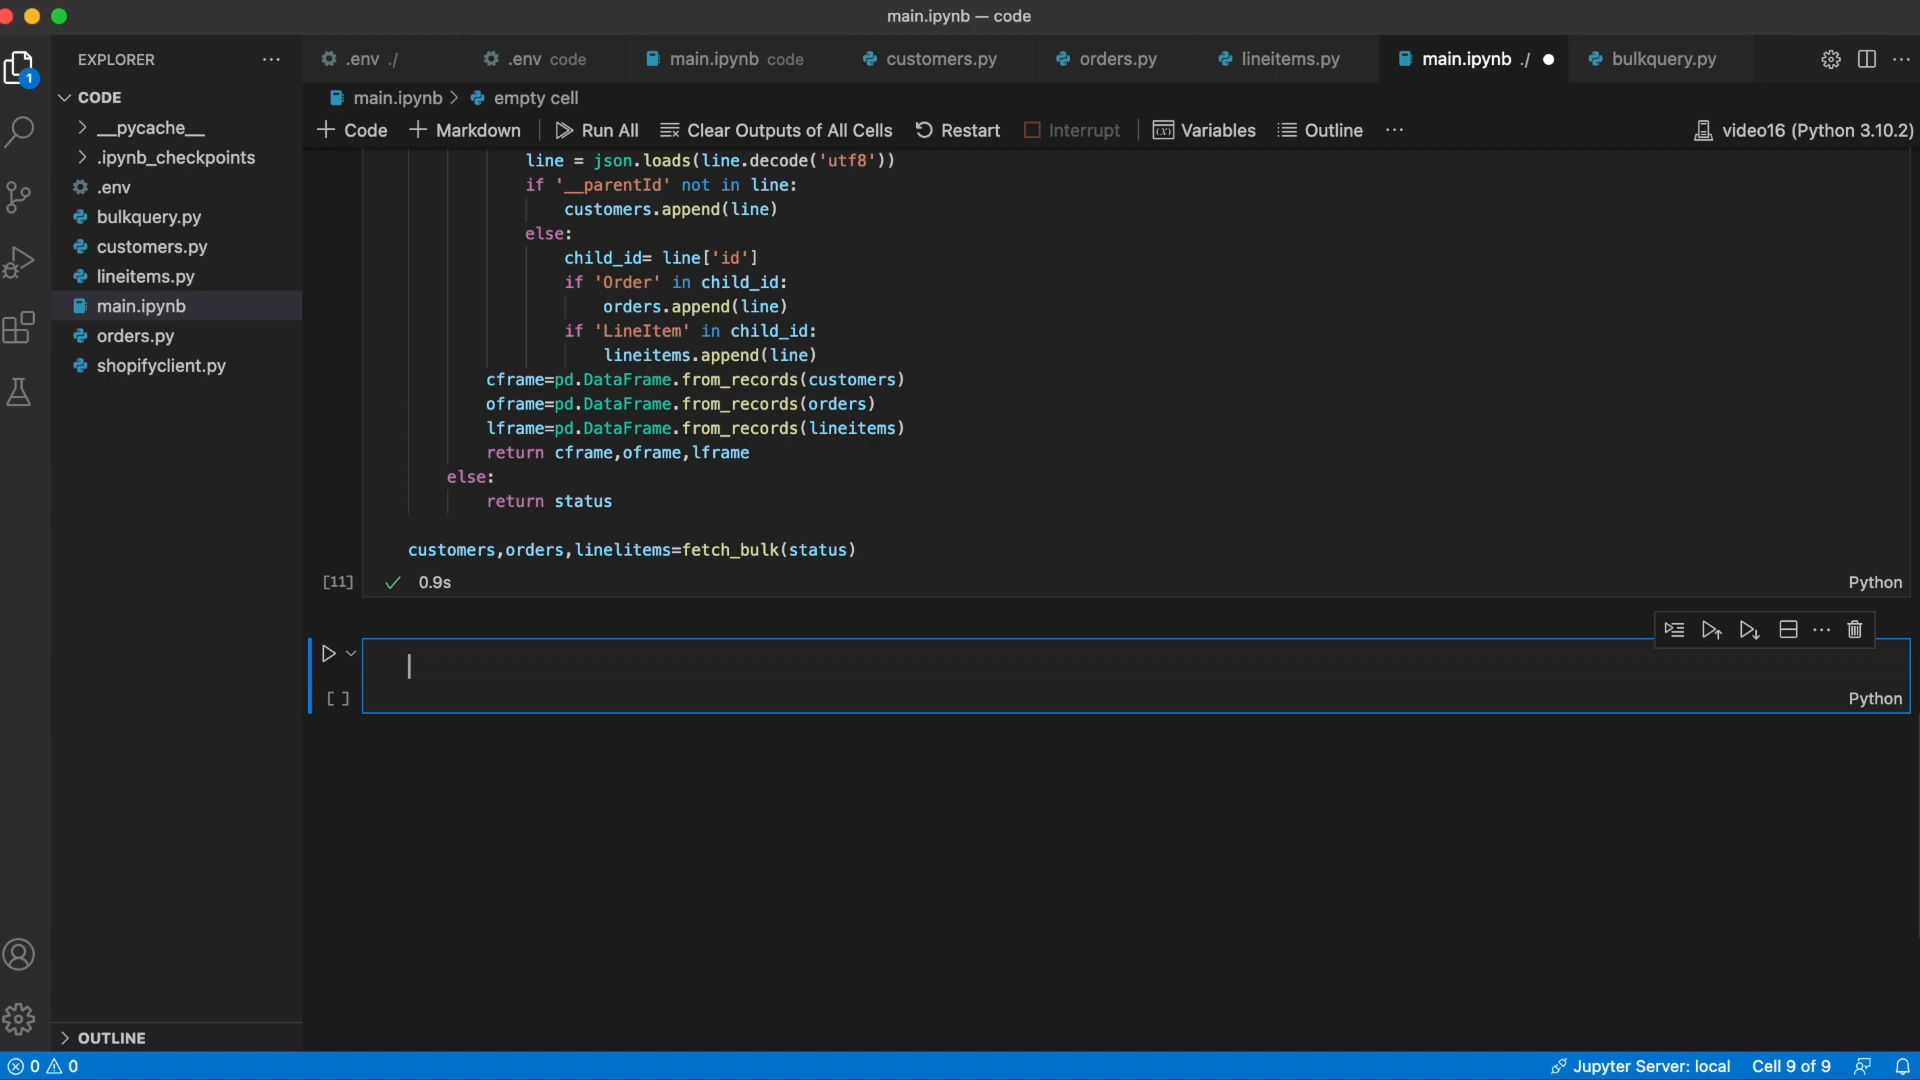 main.ipynb — code
EXPLORER
.env ./
.env code
main.ipynb code
customers.py
orders.py
lineitems.py
main.ipynb ./
bulkquery.py
CODE
__pycache__
.ipynb_checkpoints
.env
bulkquery.py
customers.py
lineitems.py
main.ipynb
orders.py
shopifyclient.py
OUTLINE
main.ipynb > empty cell
Code
Markdown
Run All
Clear Outputs of All Cells
Restart
Interrupt
Variables
Outline
video16 (Python 3.10.2)
line = json.loads(line.decode('utf8'))
if '__parentId' not in line:
customers.append(line)
else:
child_id= line['id']
if 'Order' in child_id:
orders.append(line)
if 'LineItem' in child_id:
lineitems.append(line)
cframe=pd.DataFrame.from_records(customers)
oframe=pd.DataFrame.from_records(orders)
lframe=pd.DataFrame.from_records(lineitems)
return cframe,oframe,lframe
else:
return status
customers,orders,linelitems=fetch_bulk(status)
[11] 0.9s Python
[ ] Python
1
0 0
Jupyter Server: local
Cell 9 of 9